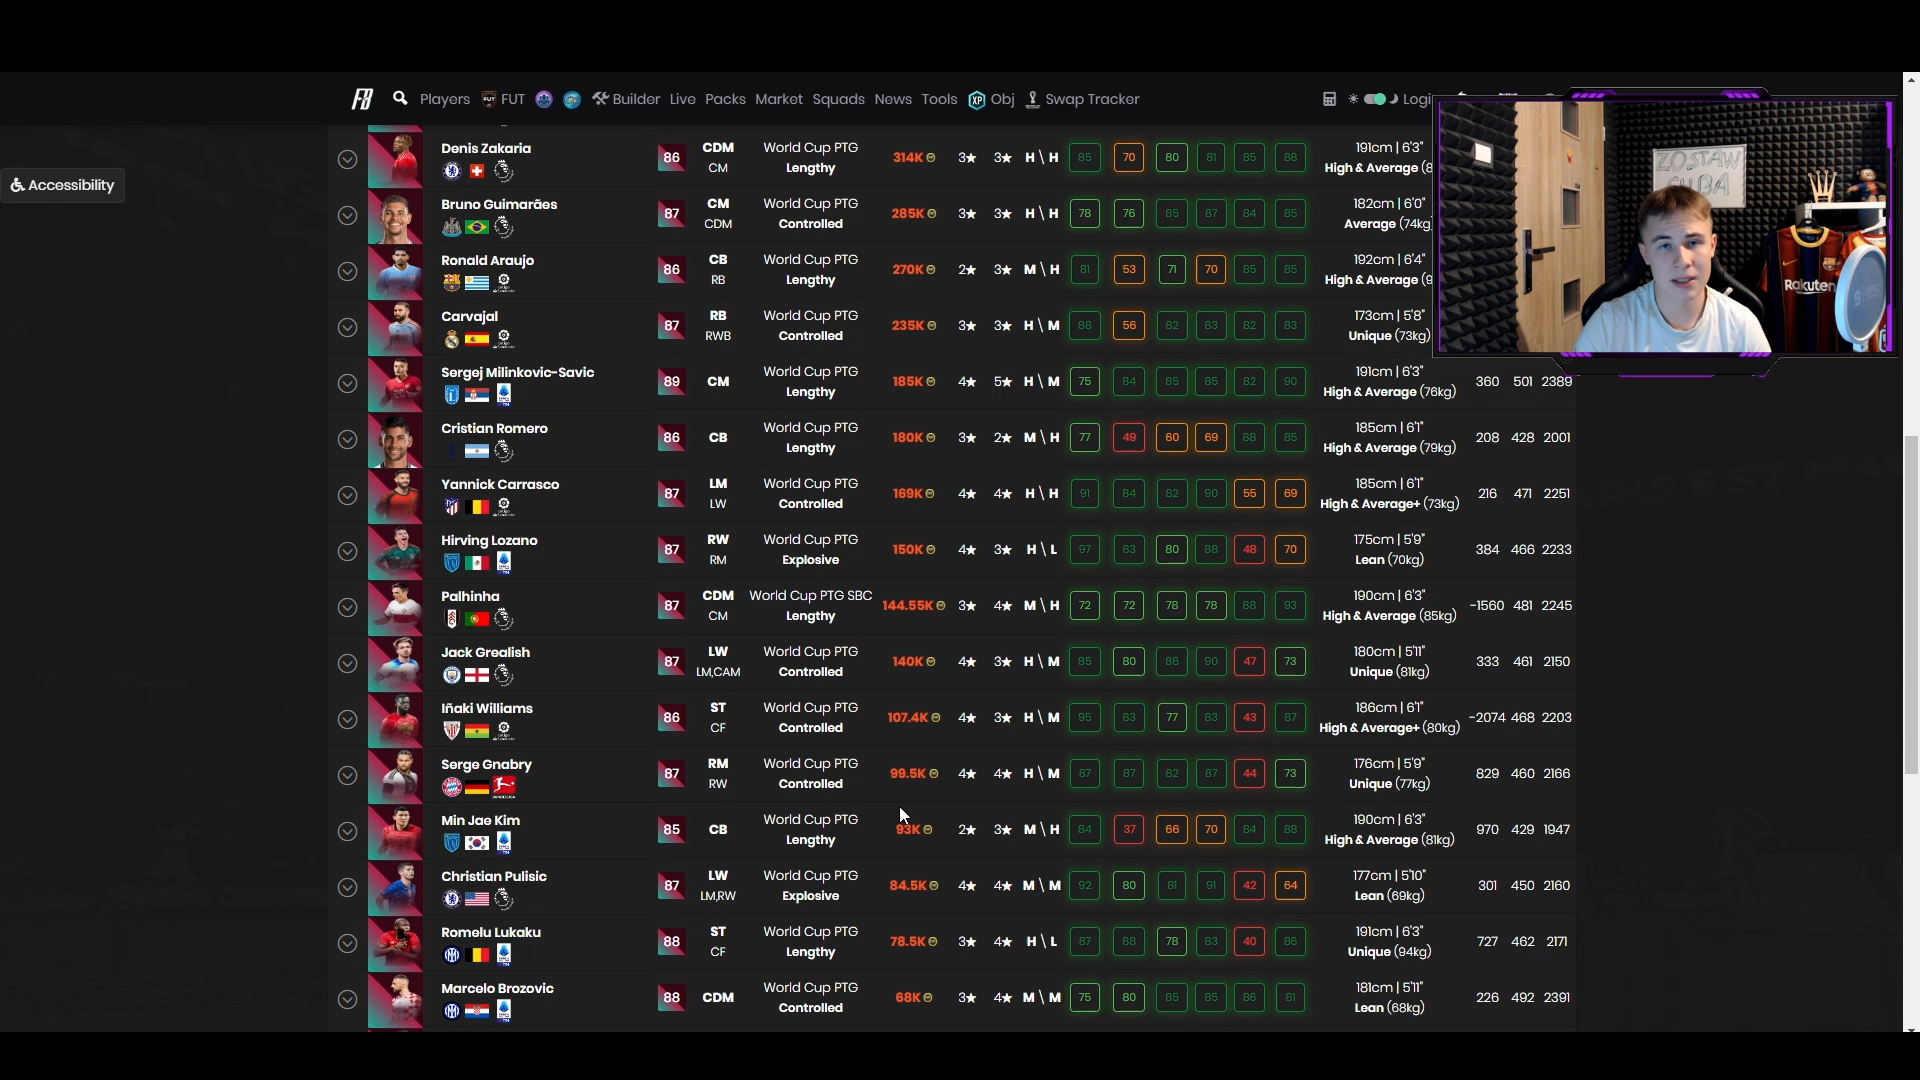 FB Players FUT Builder Live Packs Market Squads News Tools XP Obj Swap Tracker Logi
Accessibility
ZOSTAW
SUBA
Rakuten
Denis Zakaria 86 CDM CM World Cup PTG Lengthy 314K 3★ 3★ H \ H 85 70 80 81 85 88 191cm | 6'3" High & Average (8
Bruno Guimarães 87 CM CDM World Cup PTG Controlled 285K 3★ 3★ H \ H 78 76 85 87 84 85 182cm | 6'0" Average (74kg
Ronald Araujo 86 CB RB World Cup PTG Lengthy 270K 2★ 3★ M \ H 81 53 71 70 85 85 192cm | 6'4" High & Average (9
Carvajal 87 RB RWB World Cup PTG Controlled 235K 3★ 3★ H \ M 88 56 82 83 82 83 173cm | 5'8" Unique (73kg)
Sergej Milinkovic-Savic 89 CM World Cup PTG Lengthy 185K 4★ 5★ H \ M 75 84 85 85 82 90 191cm | 6'3" High & Average (76kg) 360 501 2389
Cristian Romero 86 CB World Cup PTG Lengthy 180K 3★ 2★ M \ H 77 49 60 69 88 85 185cm | 6'1" High & Average (79kg) 208 428 2001
Yannick Carrasco 87 LM LW World Cup PTG Controlled 169K 4★ 4★ H \ H 91 84 82 90 55 69 185cm | 6'1" High & Average+ (73kg) 216 471 2251
Hirving Lozano 87 RW RM World Cup PTG Explosive 150K 4★ 3★ H \ L 97 83 80 88 48 70 175cm | 5'9" Lean (70kg) 384 466 2233
Palhinha 87 CDM CM World Cup PTG SBC Lengthy 144.55K 3★ 4★ M \ H 72 72 78 78 88 93 190cm | 6'3" High & Average (85kg) -1560 481 2245
Jack Grealish 87 LW LM,CAM World Cup PTG Controlled 140K 4★ 3★ H \ M 85 80 86 90 47 73 180cm | 5'11" Unique (81kg) 333 461 2150
Iñaki Williams 86 ST CF World Cup PTG Controlled 107.4K 4★ 3★ H \ M 95 83 77 83 43 87 186cm | 6'1" High & Average+ (80kg) -2074 468 2203
Serge Gnabry 87 RM RW World Cup PTG Controlled 99.5K 4★ 4★ H \ M 87 87 82 87 44 73 176cm | 5'9" Unique (77kg) 829 460 2166
Min Jae Kim 85 CB World Cup PTG Lengthy 93K 2★ 3★ M \ H 84 37 66 70 84 88 190cm | 6'3" High & Average (81kg) 970 429 1947
Christian Pulisic 87 LW LM,RW World Cup PTG Explosive 84.5K 4★ 4★ M \ M 92 80 81 91 42 64 177cm | 5'10" Lean (69kg) 301 450 2160
Romelu Lukaku 88 ST CF World Cup PTG Lengthy 78.5K 3★ 4★ H \ L 87 88 78 83 40 86 191cm | 6'3" Unique (94kg) 727 462 2171
Marcelo Brozovic 88 CDM World Cup PTG Controlled 68K 3★ 4★ M \ M 75 80 85 85 86 81 181cm | 5'11" Lean (68kg) 226 492 2391